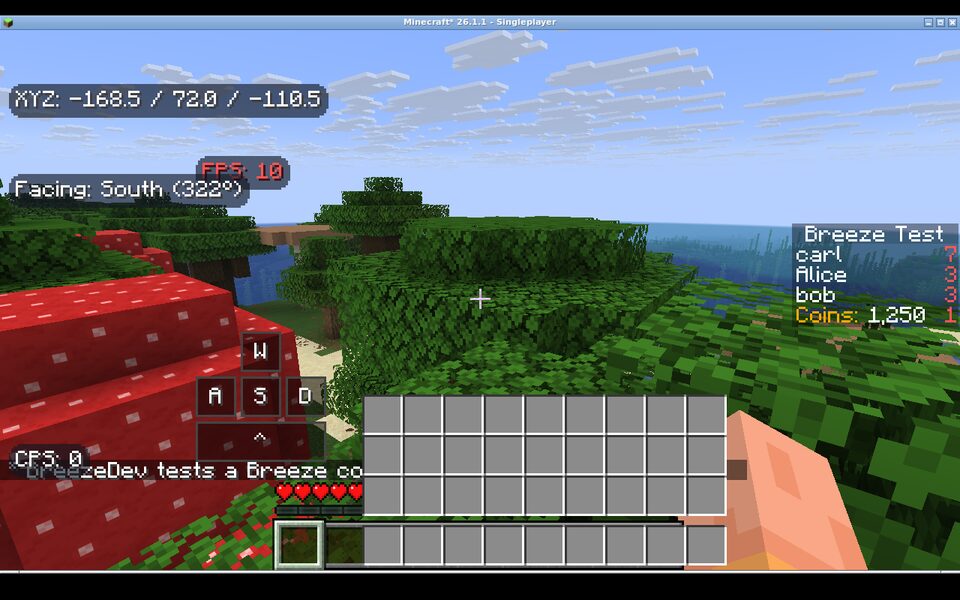 Minecraft* 26.1.1 - Singleplayer
XYZ: -168.5 / 72.0 / -110.5
FPS: 10
Facing: South (322°)
Breeze Test
carl 7
Alice 3
bob 3
Coins: 1,250 1
W
A S D
^
CPS: 0
BreezeDev tests a Breeze co